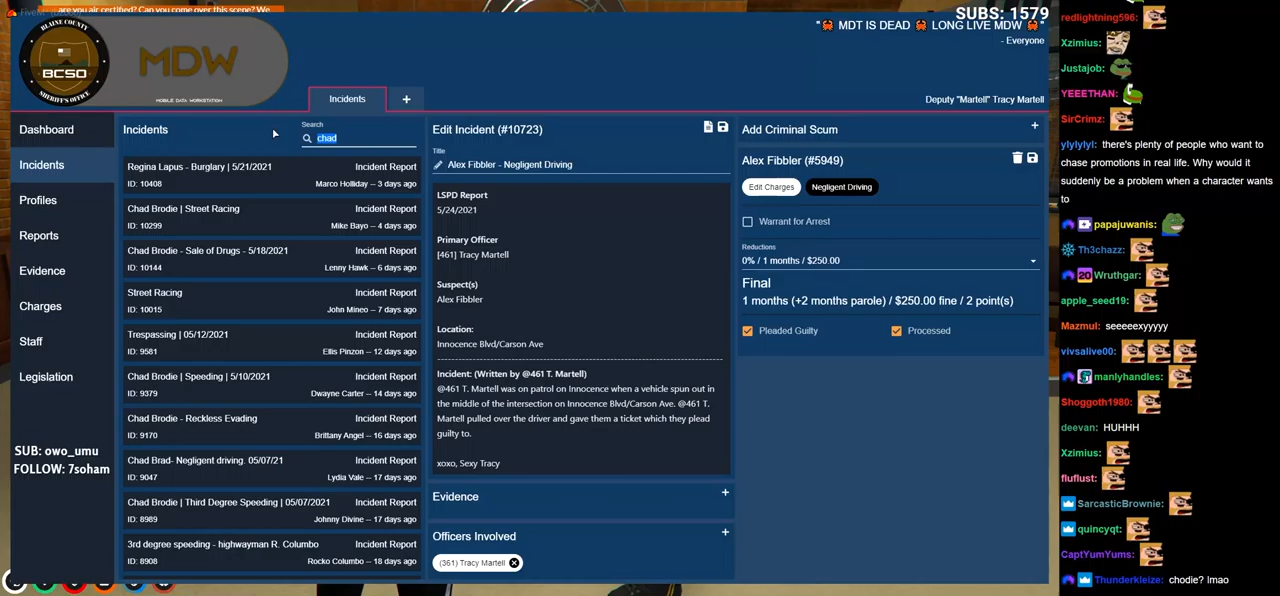 are you air certified? Can you come over this scene? We
SUBS: 1579
" MDT IS DEAD LONG LIVE MDW "
- Everyone
BLAINE COUNTY
BCSO
SHERIFF'S OFFICE
MDW
MOBILE DATA WORKSTATION
Incidents
+
Deputy "Martell" Tracy Martell
Dashboard
Incidents
Profiles
Reports
Evidence
Charges
Staff
Legislation
SUB: owo_umu
FOLLOW: 7soham
Incidents
Search
chad
Regina Lapus - Burglary | 5/21/2021 Incident Report
ID: 10408 Marco Holliday -- 3 days ago
Chad Brodie | Street Racing Incident Report
ID: 10299 Mike Bayo -- 4 days ago
Chad Brodie - Sale of Drugs - 5/18/2021 Incident Report
ID: 10144 Lenny Hawk -- 6 days ago
Street Racing Incident Report
ID: 10015 John Mineo -- 7 days ago
Trespassing | 05/12/2021 Incident Report
ID: 9581 Ellis Pinzon -- 12 days ago
Chad Brodie | Speeding | 5/10/2021 Incident Report
ID: 9379 Dwayne Carter -- 14 days ago
Chad Brodie - Reckless Evading Incident Report
ID: 9170 Brittany Angel -- 16 days ago
Chad Brad- Negligent driving. 05/07/21 Incident Report
ID: 9047 Lydia Vale -- 17 days ago
Chad Brodie | Third Degree Speeding | 05/07/2021 Incident Report
ID: 8989 Johnny Divine -- 17 days ago
3rd degree speeding - highwayman R. Columbo Incident Report
ID: 8908 Rocko Columbo -- 18 days ago
Edit Incident (#10723)
Title
Alex Fibbler - Negligent Driving
LSPD Report
5/24/2021
Primary Officer
[461] Tracy Martell
Suspect(s)
Alex Fibbler
Location:
Innocence Blvd/Carson Ave
Incident: (Written by @461 T. Martell)
@461 T. Martell was on patrol on Innocence when a vehicle spun out in
the middle of the intersection on Innocence Blvd/Carson Ave. @461 T.
Martell pulled over the driver and gave them a ticket which they plead
guilty to.
xoxo, Sexy Tracy
Evidence +
Officers Involved +
(361) Tracy Martell
Add Criminal Scum +
Alex Fibbler (#5949)
Edit Charges Negligent Driving
Warrant for Arrest
Reductions
0% / 1 months / $250.00
Final
1 months (+2 months parole) / $250.00 fine / 2 point(s)
Pleaded Guilty Processed
redlightning596:
Xzimius:
Justajob:
YEEETHAN:
SirCrimz:
ylylylyl: there's plenty of people who want to
chase promotions in real life. Why would it
suddenly be a problem when a character wants
to
papajuwanis:
Th3chazz:
20 Wruthgar:
apple_seed19:
Mazmul: seeeeexyyyyy
vivsalive00:
manlyhandles:
Shoggoth1980:
deevan: HUHHH
Xzimius:
fluflust:
SarcasticBrownie:
quincyqt:
CaptYumYums:
Thunderkleize: chodie? lmao